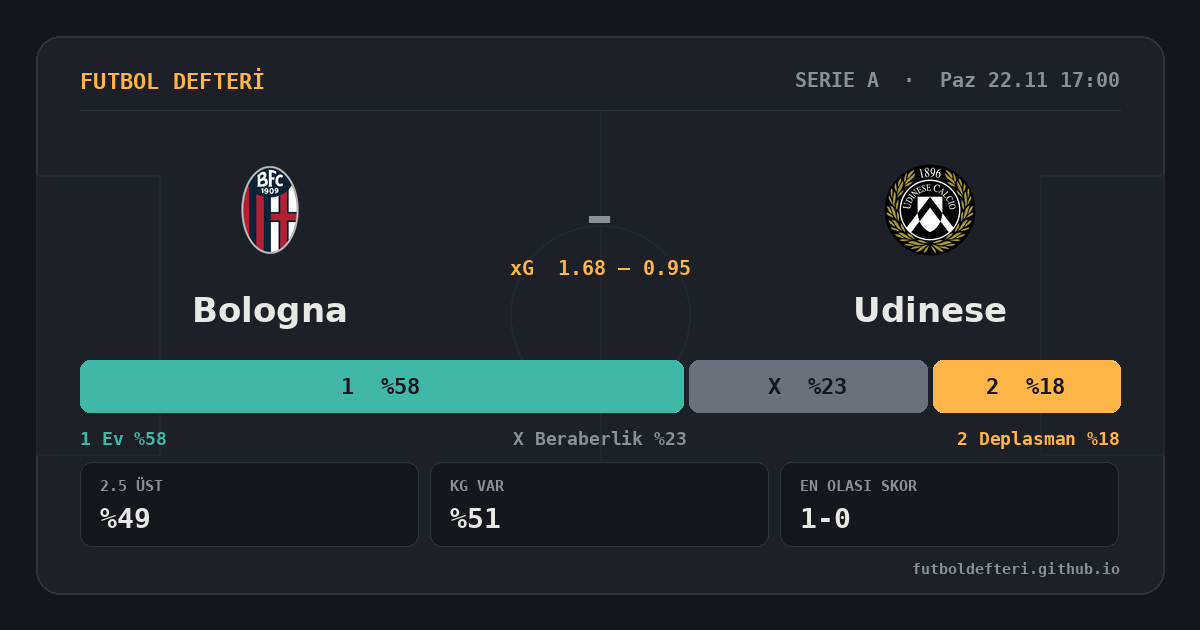 FUTBOL DEFTERİ
SERIE A · Paz 22.11 17:00
BFC
1909
1896
UDINESE CALCIO
–
xG 1.68 – 0.95
Bologna
Udinese
1 %58
X %23
2 %18
1 Ev %58
X Beraberlik %23
2 Deplasman %18
2.5 ÜST
KG VAR
EN OLASI SKOR
%49
%51
1-0
futboldefteri.github.io